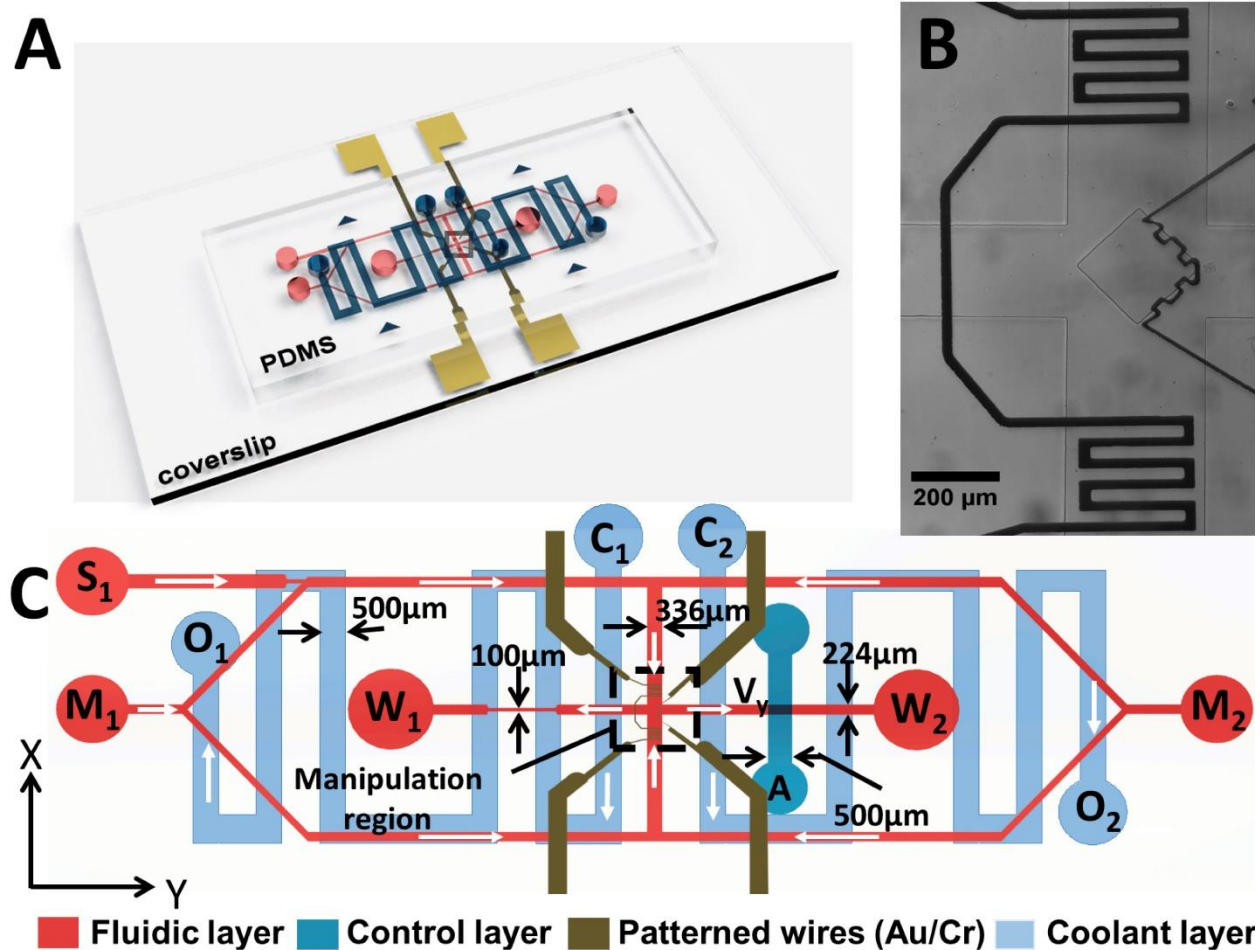 A
PDMS
coverslip
B
200 µm
C
S1
O1
M1
W1
C1
C2
500µm
336µm
100µm
224µm
Vy
W2
M2
A
O2
Manipulation
region
500µm
X
Y
Fluidic layer
Control layer
Patterned wires (Au/Cr)
Coolant layer